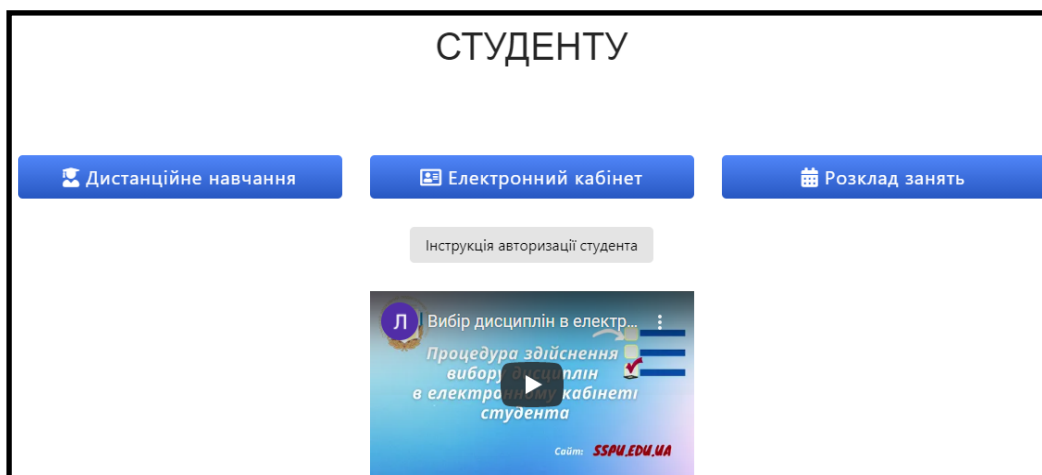 СТУДЕНТУ
Дистанційне навчання
Електронний кабінет
Розклад занять
Інструкція авторизації студента
Л
Вибір дисциплін в електр...
Процедура здійснення
вибору дисциплін
в електронному кабінеті
студента
Сайт: SSPU.EDU.UA